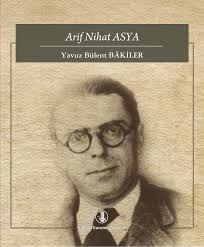 Arif Nihat ASYA
Yavuz Bülent BÂKİLER